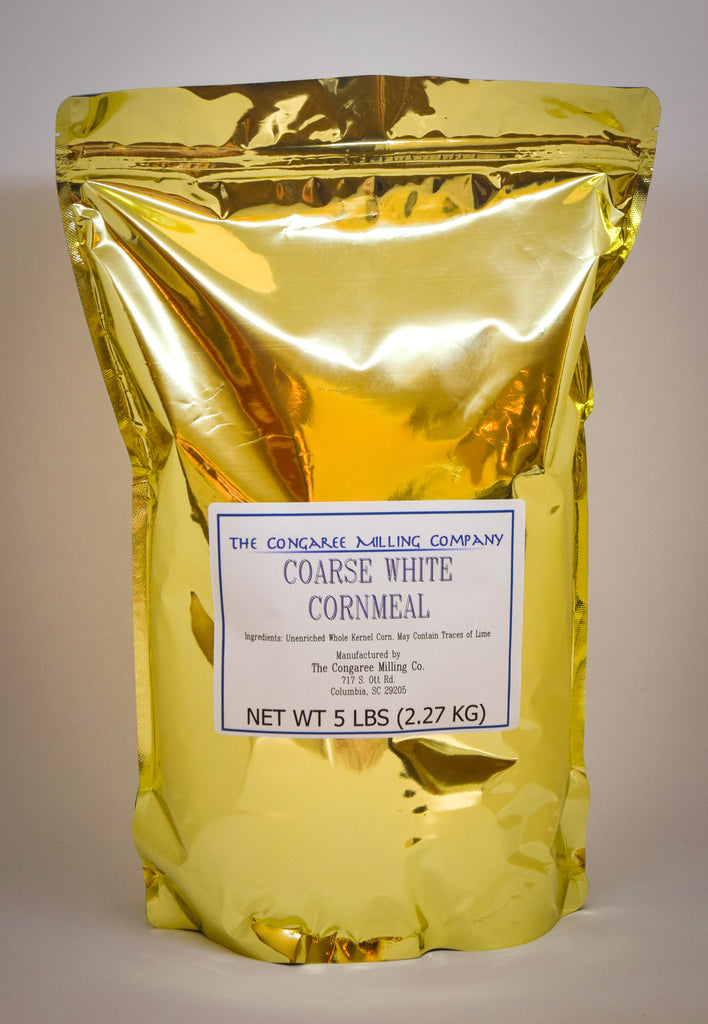 THE CONGAREE MILLING COMPANY
COARSE WHITE
CORNMEAL
Ingredients: Unenriched Whole Kernel Corn. May Contain Traces of Lime
Manufactured by
The Congaree Milling Co.
717 S. Ott Rd.
Columbia, SC 29205
NET WT 5 LBS (2.27 KG)